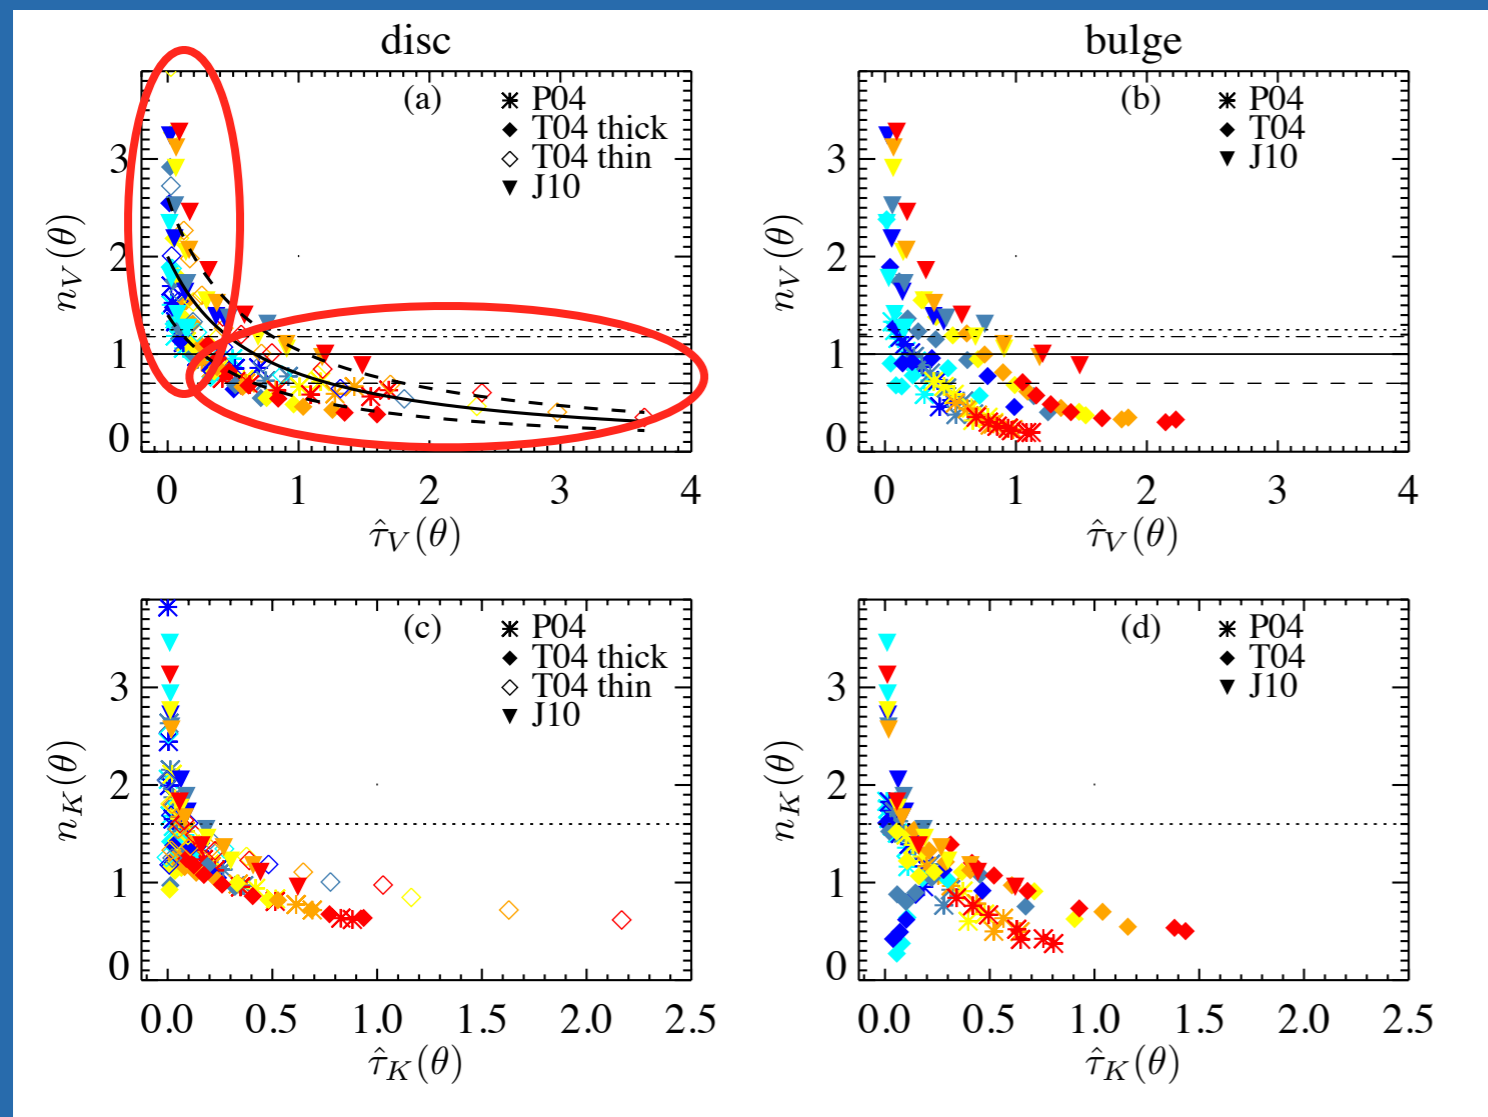 disc
(a)
P04
T04 thick
T04 thin
J10
3
2
1
0
n_V(θ)
0 1 2 3 4
τ̂_V(θ)
bulge
(b)
P04
T04
J10
3
2
1
0
n_V(θ)
0 1 2 3 4
τ̂_V(θ)
(c)
P04
T04 thick
T04 thin
J10
3
2
1
0
n_K(θ)
0.0 0.5 1.0 1.5 2.0 2.5
τ̂_K(θ)
(d)
P04
T04
J10
3
2
1
0
n_K(θ)
0.0 0.5 1.0 1.5 2.0 2.5
τ̂_K(θ)